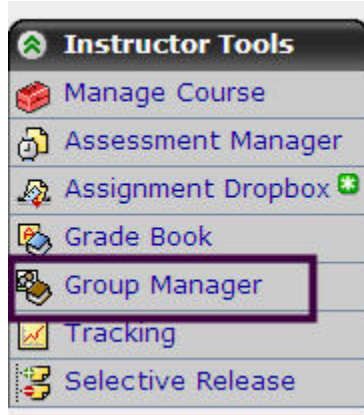 Instructor Tools
Manage Course
Assessment Manager
Assignment Dropbox
Grade Book
Group Manager
Tracking
Selective Release